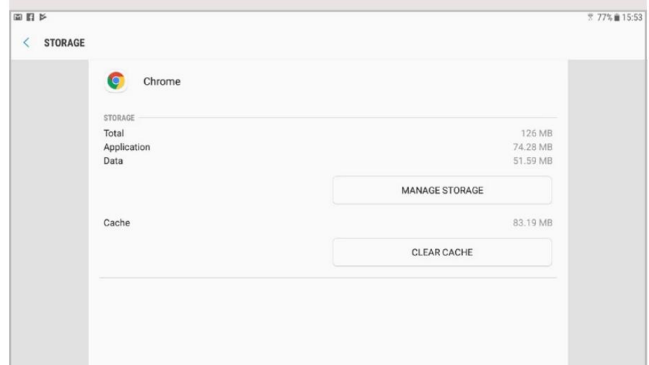 77% 15:53
STORAGE
Chrome
STORAGE
Total 126 MB
Application 74.28 MB
Data 51.59 MB
MANAGE STORAGE
Cache 83.19 MB
CLEAR CACHE